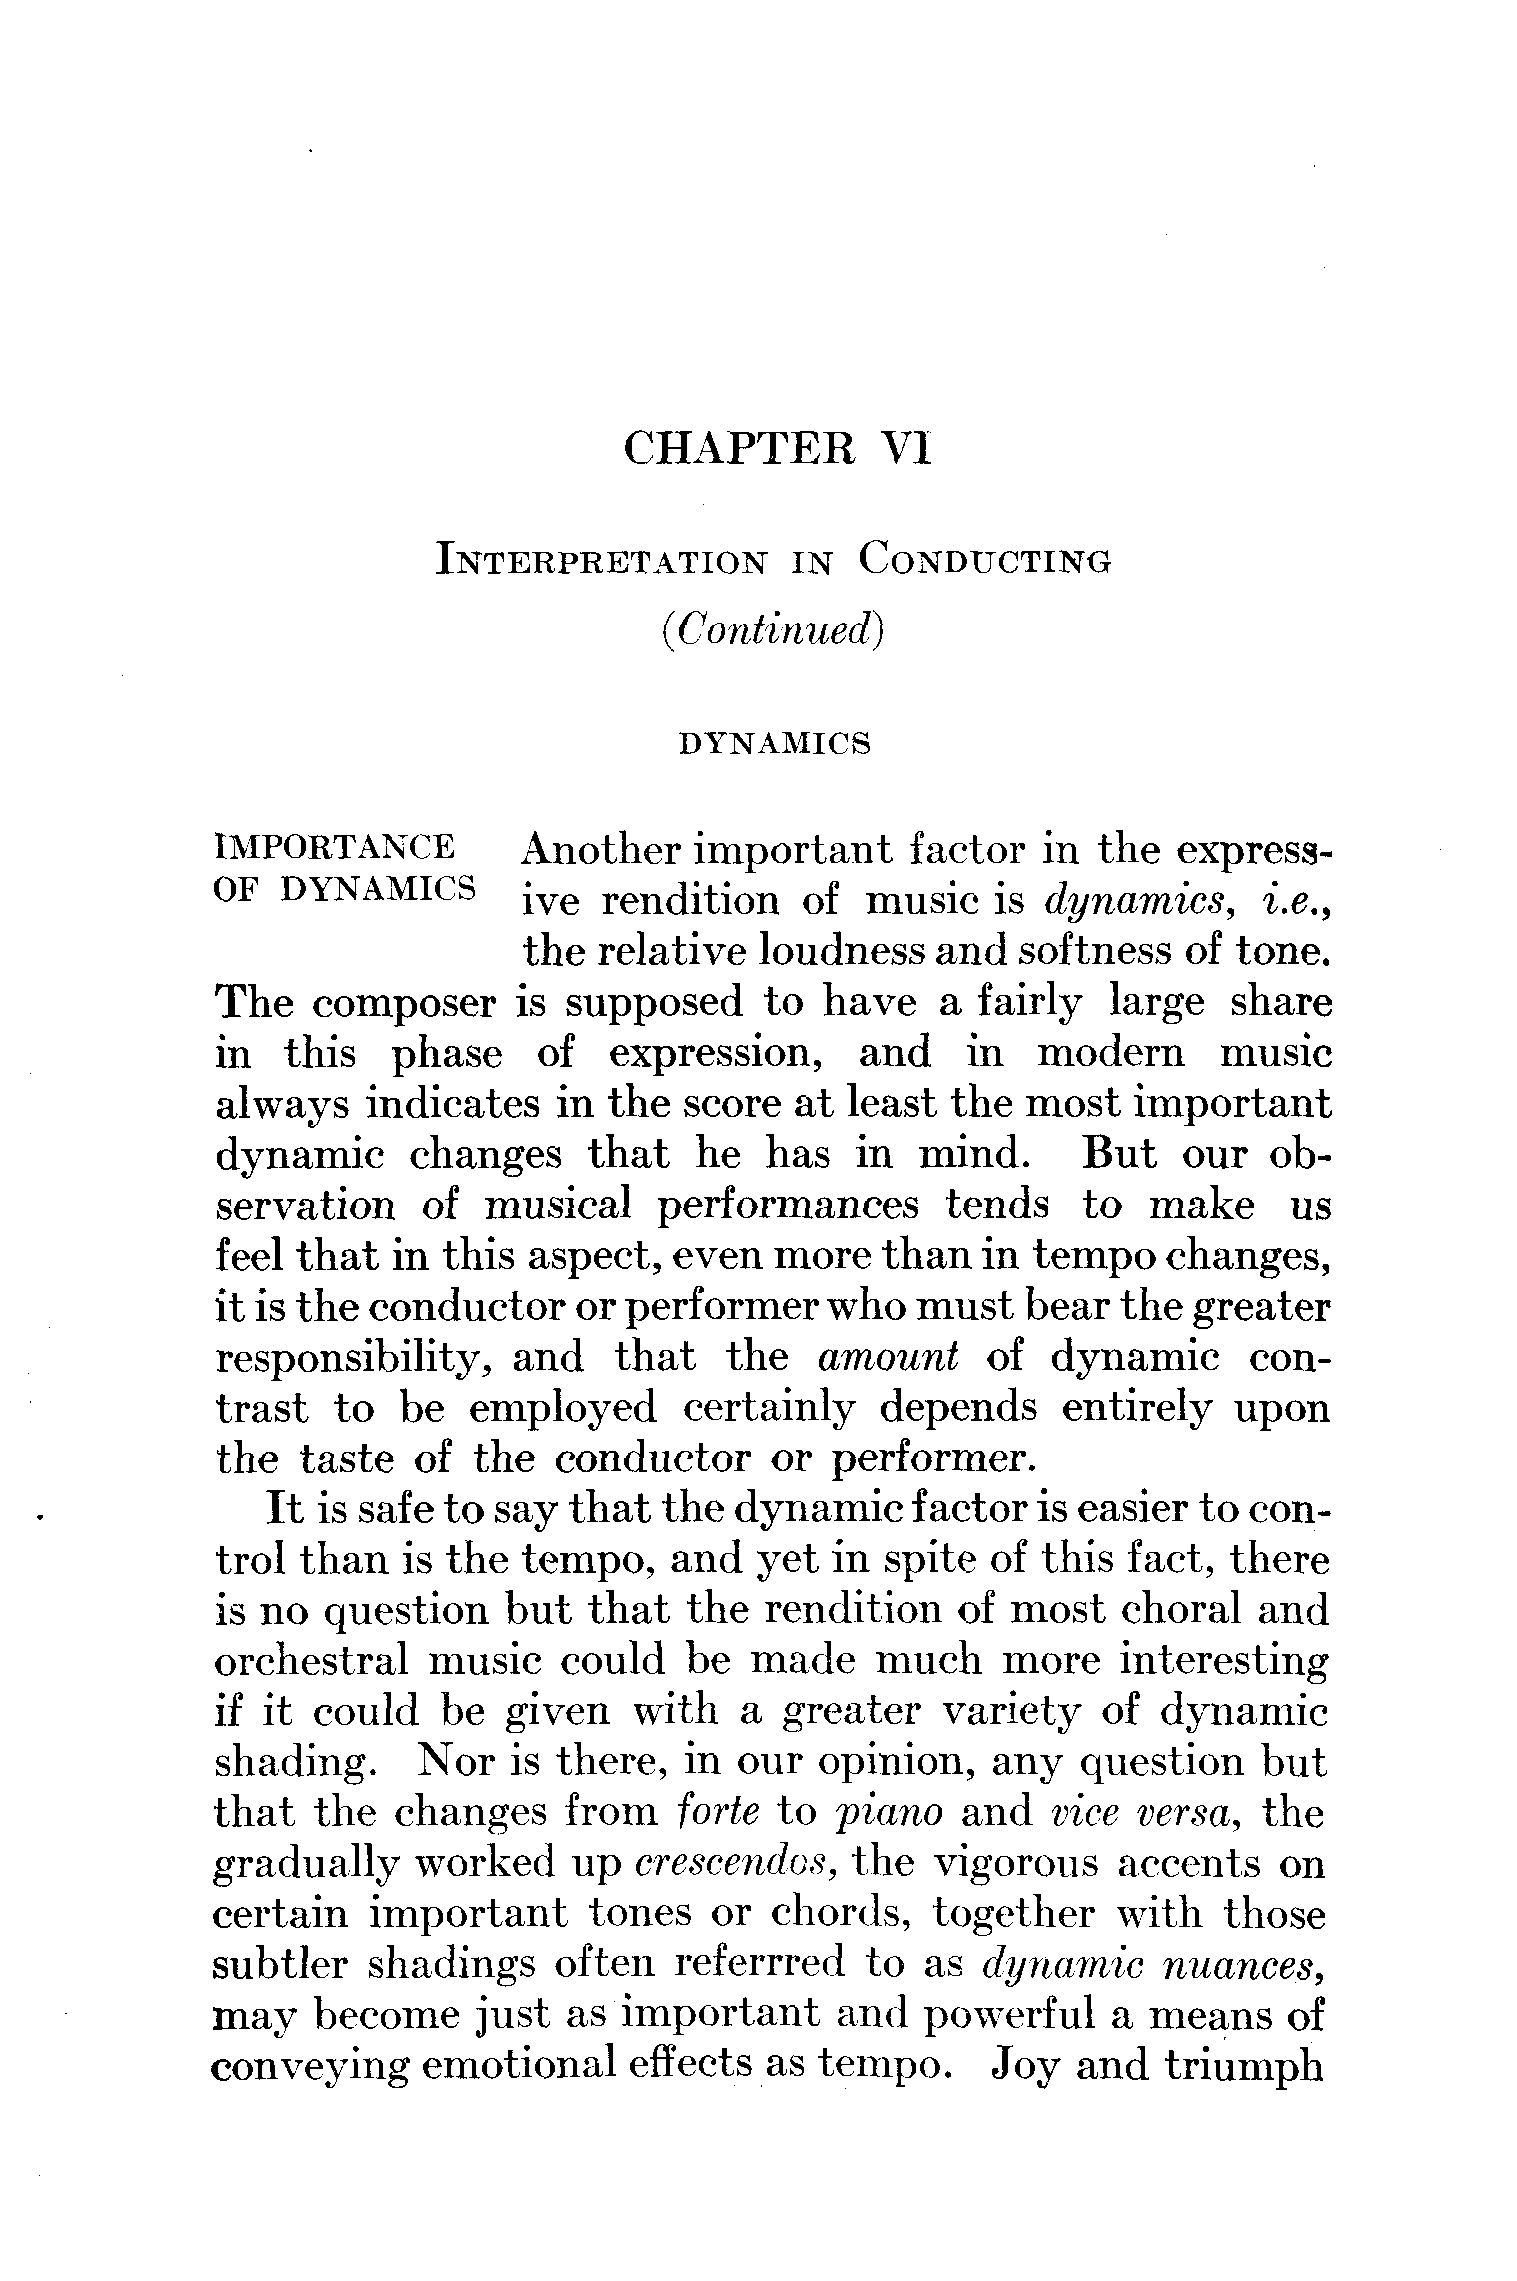 CHAPTER VI
INTERPRETATION IN CONDUCTING
(Continued)
DYNAMICS
IMPORTANCE
OF DYNAMICS
Another important factor in the express-
ive rendition of music is dynamics, i.e.,
the relative loudness and softness of tone.
The composer is supposed to have a fairly large share
in this phase of expression, and in modern music
always indicates in the score at least the most important
dynamic changes that he has in mind. But our ob-
servation of musical performances tends to make us
feel that in this aspect, even more than in tempo changes,
it is the conductor or performer who must bear the greater
responsibility, and that the amount of dynamic con-
trast to be employed certainly depends entirely upon
the taste of the conductor or performer.
It is safe to say that the dynamic factor is easier to con-
trol than is the tempo, and yet in spite of this fact, there
is no question but that the rendition of most choral and
orchestral music could be made much more interesting
if it could be given with a greater variety of dynamic
shading. Nor is there, in our opinion, any question but
that the changes from forte to piano and vice versa, the
gradually worked up crescendos, the vigorous accents on
certain important tones or chords, together with those
subtler shadings often referrred to as dynamic nuances,
may become just as important and powerful a means of
conveying emotional effects as tempo. Joy and triumph